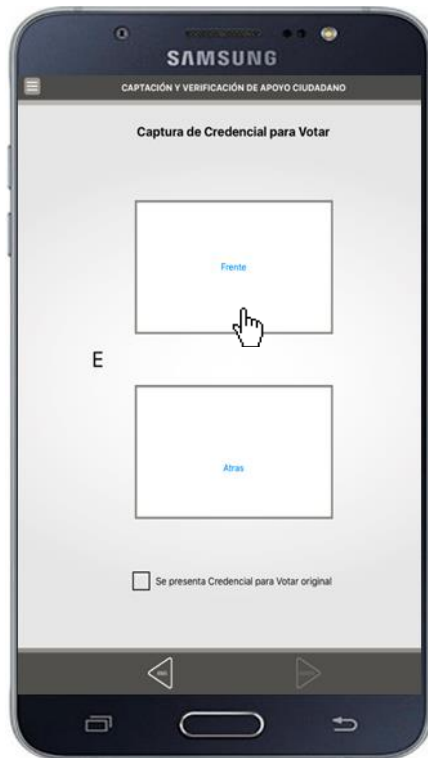 SAMSUNG
CAPTACIÓN Y VERIFICACIÓN DE APOYO CIUDADANO
Captura de Credencial para Votar
Frente
E
Atras
Se presenta Credencial para Votar original